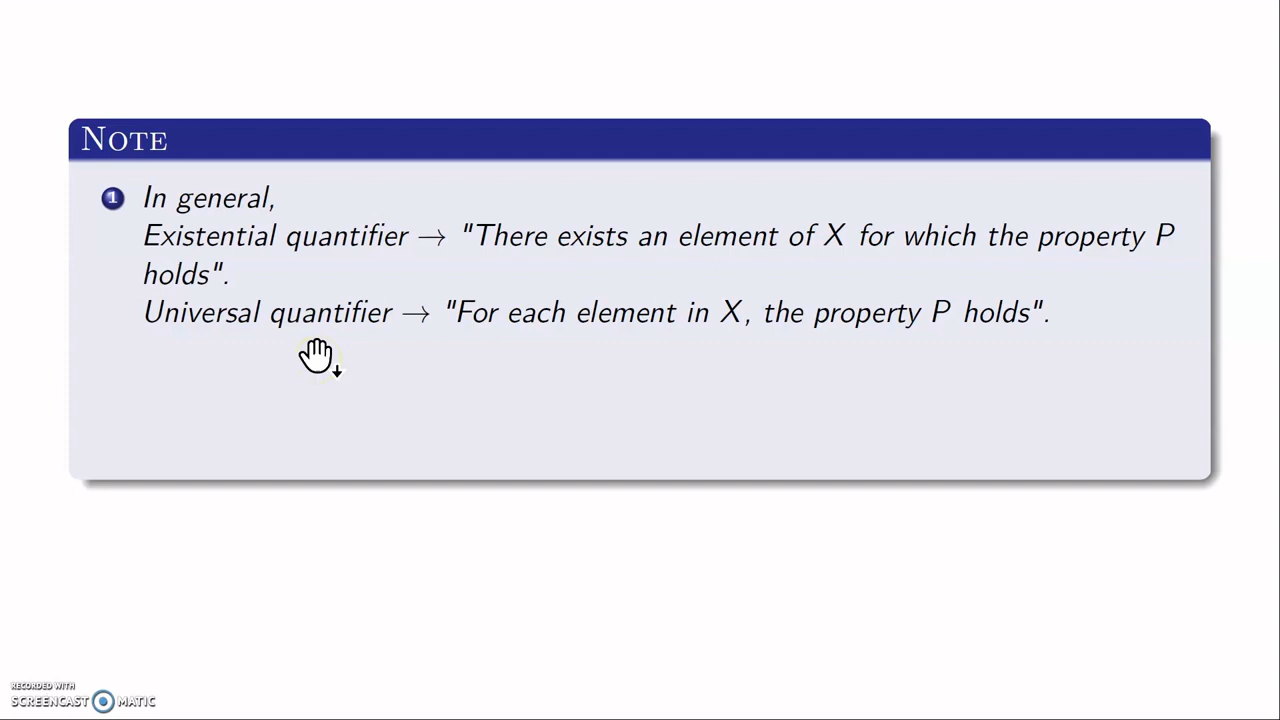 NOTE
1 In general,
Existential quantifier → "There exists an element of X for which the property P
holds".
Universal quantifier → "For each element in X, the property P holds".
RECORDED WITH
SCREENCAST MATIC